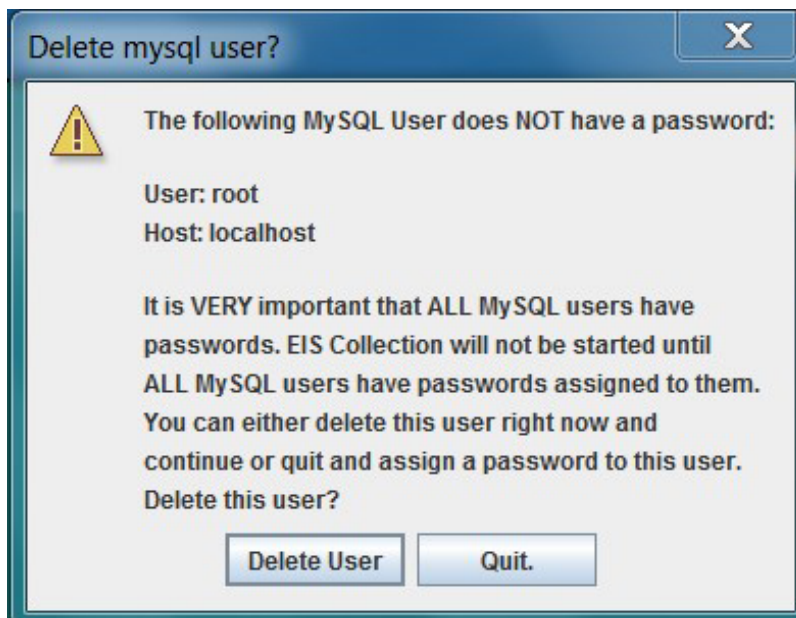 Delete mysql user?
The following MySQL User does NOT have a password:
User: root
Host: localhost
It is VERY important that ALL MySQL users have
passwords. EIS Collection will not be started until
ALL MySQL users have passwords assigned to them.
You can either delete this user right now and
continue or quit and assign a password to this user.
Delete this user?
Delete User
Quit.